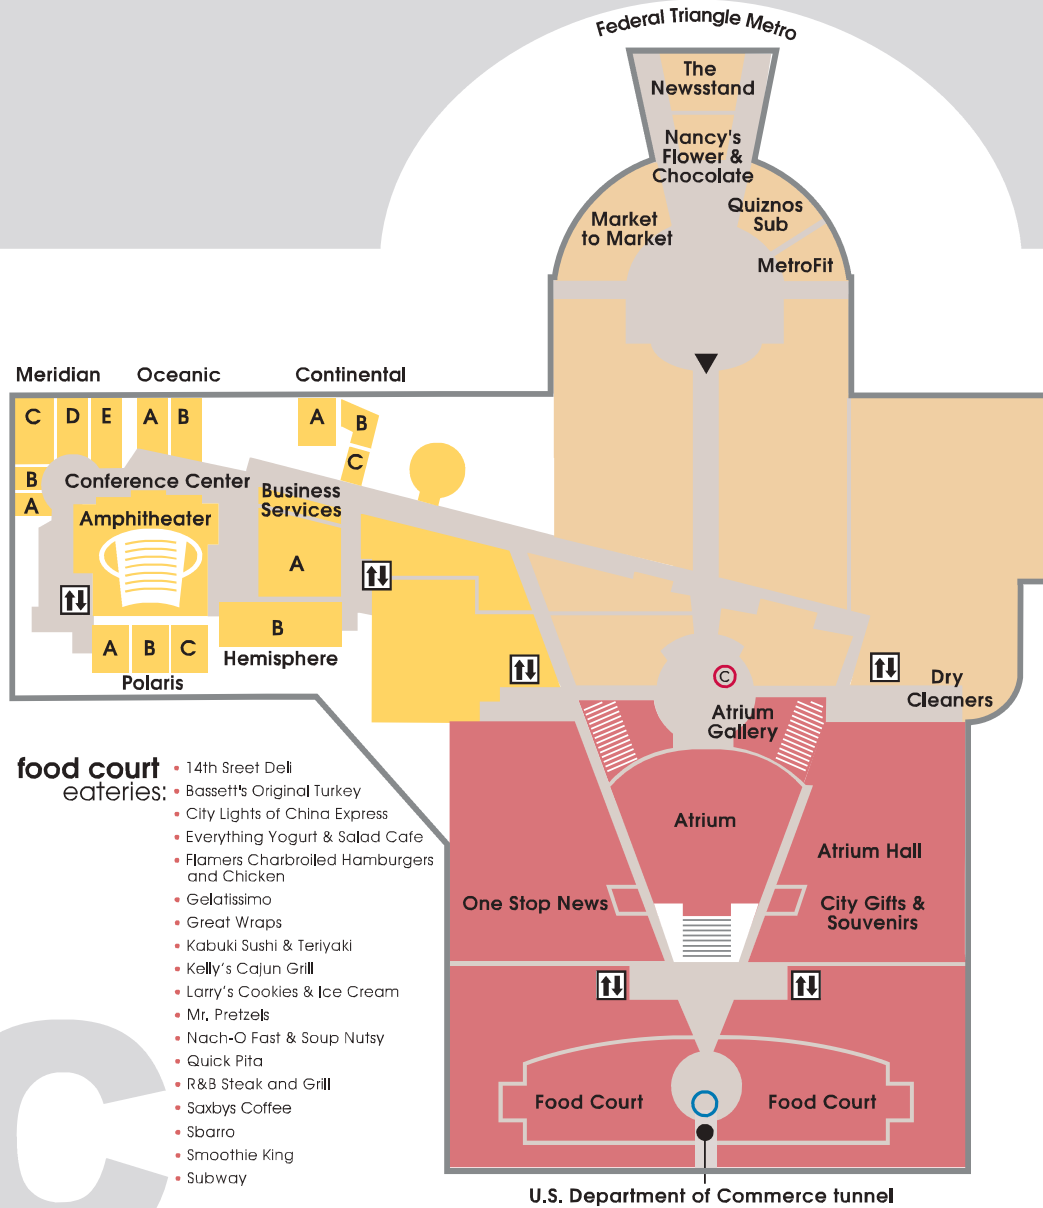 Federal Triangle Metro
The
Newsstand
Nancy's
Flower &
Chocolate
Quiznos
Sub
Market
to Market
MetroFit
Meridian
Oceanic
Continental
C
D
E
A
B
A
B
C
B
A
Conference Center
Business
Services
Amphitheater
A
B
Hemisphere
A
B
C
Polaris
C
Atrium
Gallery
Dry
Cleaners
Atrium
Atrium Hall
One Stop News
City Gifts &
Souvenirs
Food Court
Food Court
U.S. Department of Commerce tunnel
food court
eateries:
• 14th Sreet Deli
• Bassett's Original Turkey
• City Lights of China Express
• Everything Yogurt & Salad Cafe
• Flamers Charbroiled Hamburgers
and Chicken
• Gelatissimo
• Great Wraps
• Kabuki Sushi & Teriyaki
• Kelly's Cajun Grill
• Larry's Cookies & Ice Cream
• Mr. Pretzels
• Nach-O Fast & Soup Nutsy
• Quick Pita
• R&B Steak and Grill
• Saxbys Coffee
• Sbarro
• Smoothie King
• Subway
C